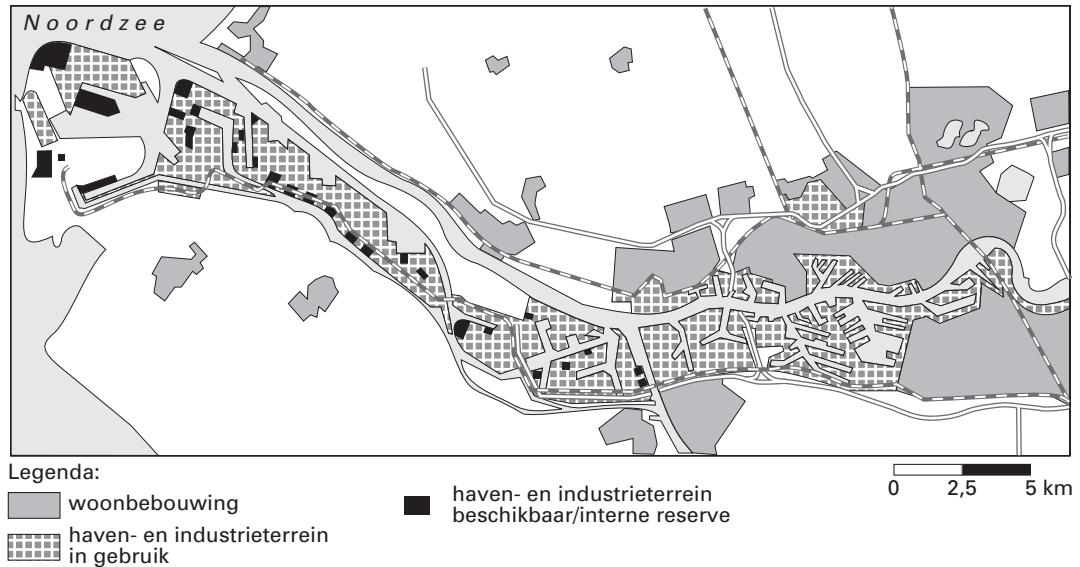 Noordzee
Legenda:
woonbebouwing
haven- en industrieterrein
in gebruik
haven- en industrieterrein
beschikbaar/interne reserve
0 2,5 5 km